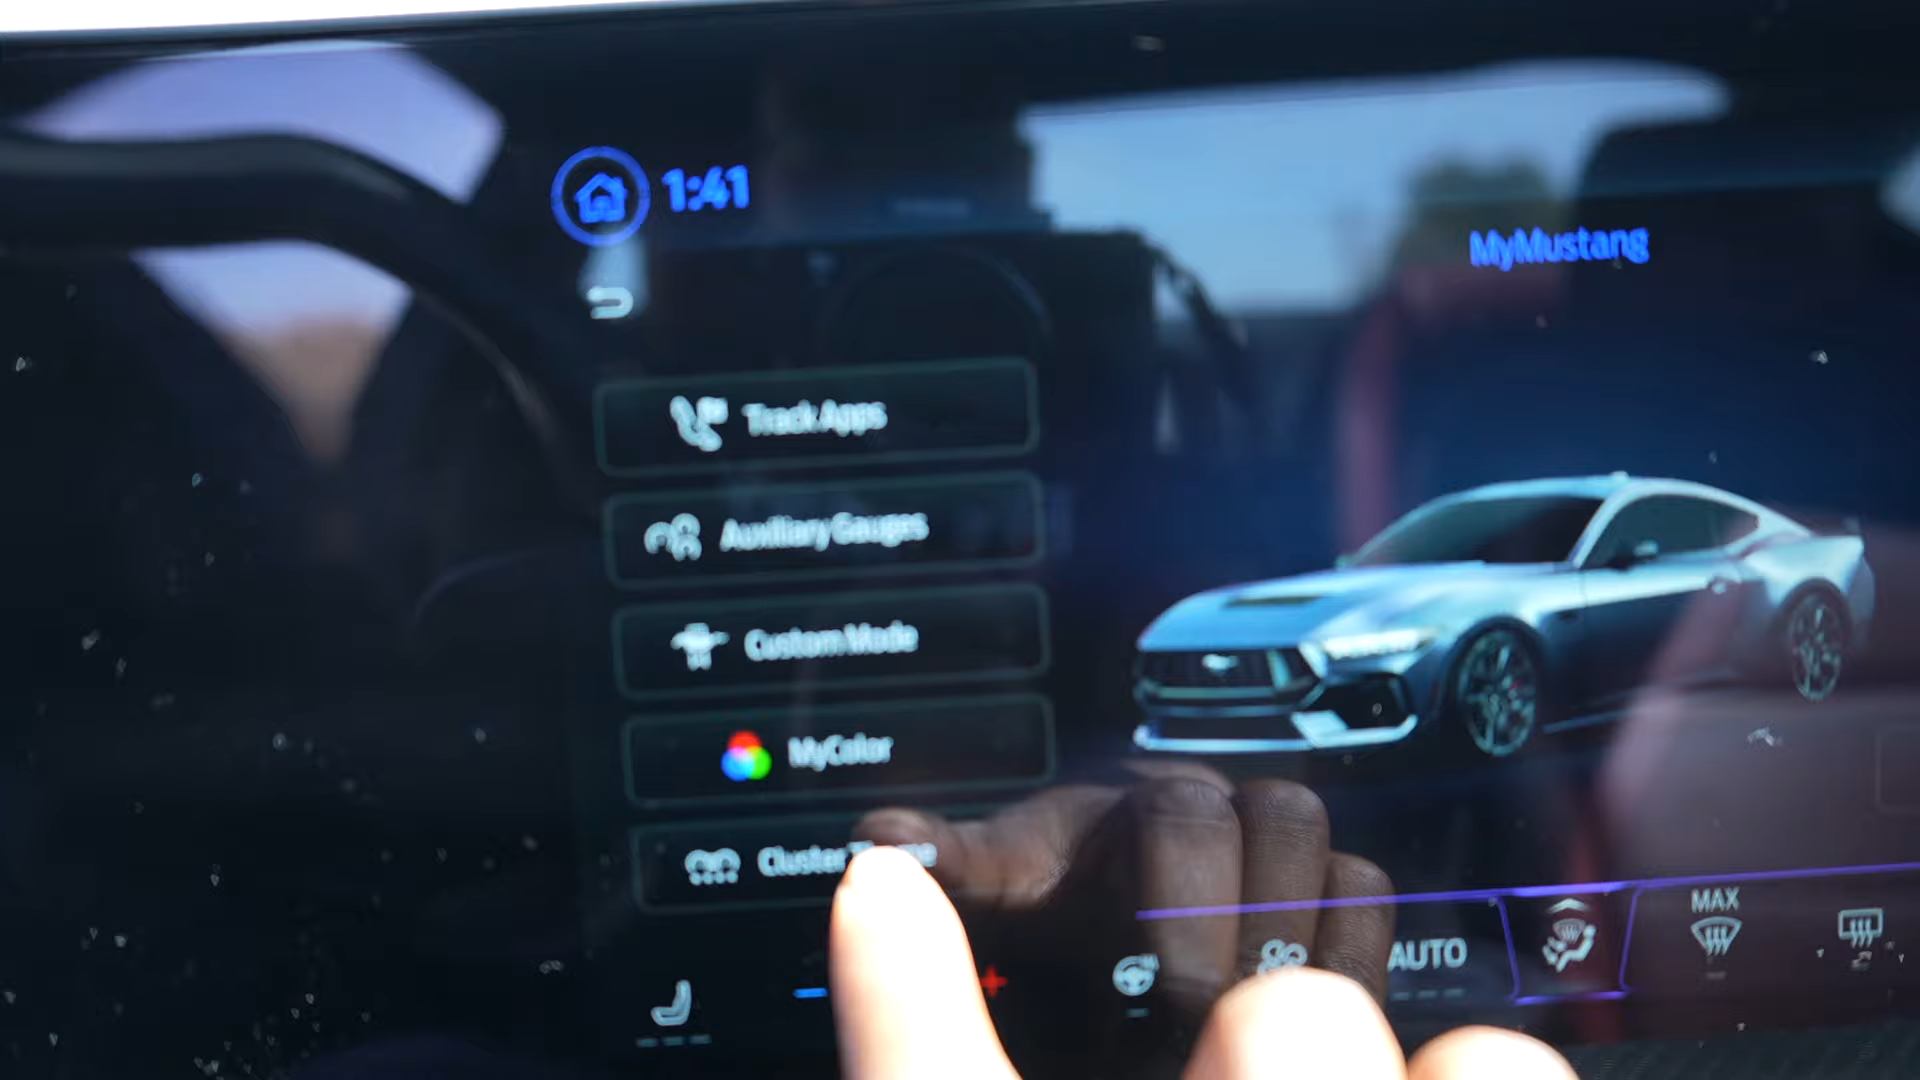 1:41
MyMustang
Track Apps
Auxiliary Gauges
Custom Mode
MyColor
Cluster
AUTO
MAX